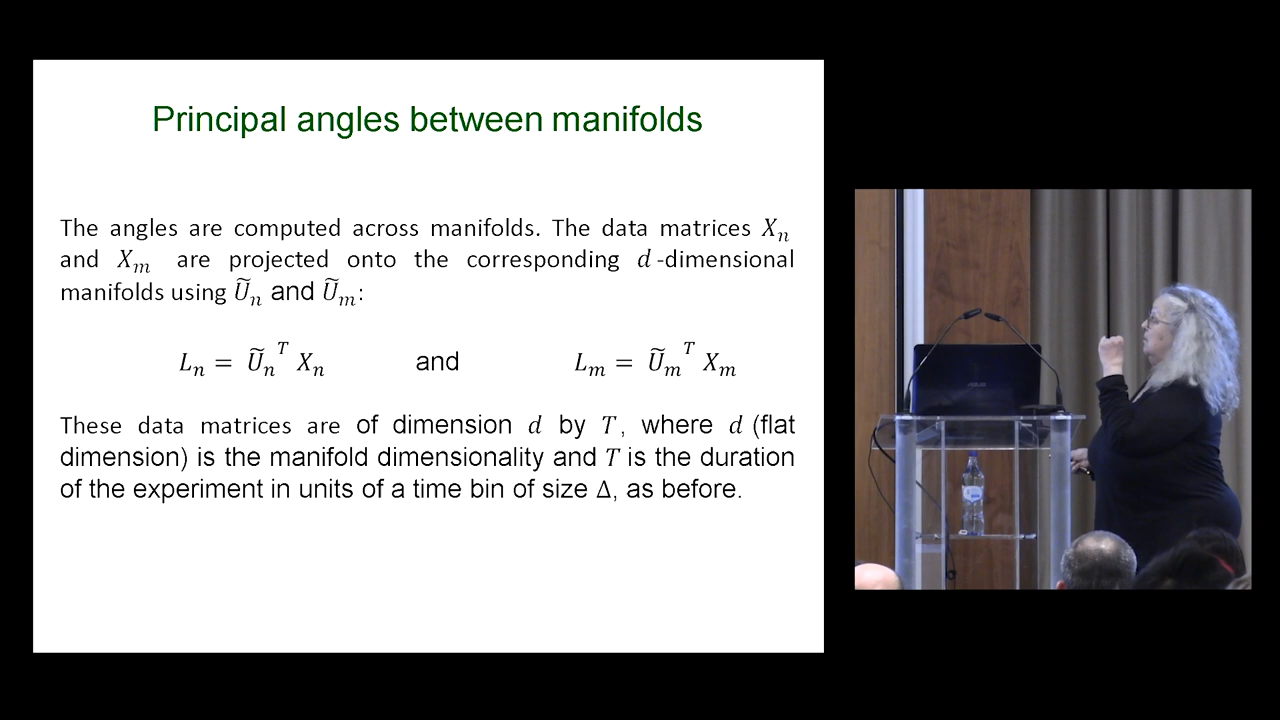 Principal angles between manifolds
The angles are computed across manifolds. The data matrices Xₙ
and Xₘ are projected onto the corresponding d-dimensional
manifolds using Ũₙ and Ũₘ:
Lₙ = Ũₙᵀ Xₙ and Lₘ = Ũₘᵀ Xₘ
These data matrices are of dimension d by T, where d (flat
dimension) is the manifold dimensionality and T is the duration
of the experiment in units of a time bin of size Δ, as before.
ASUS